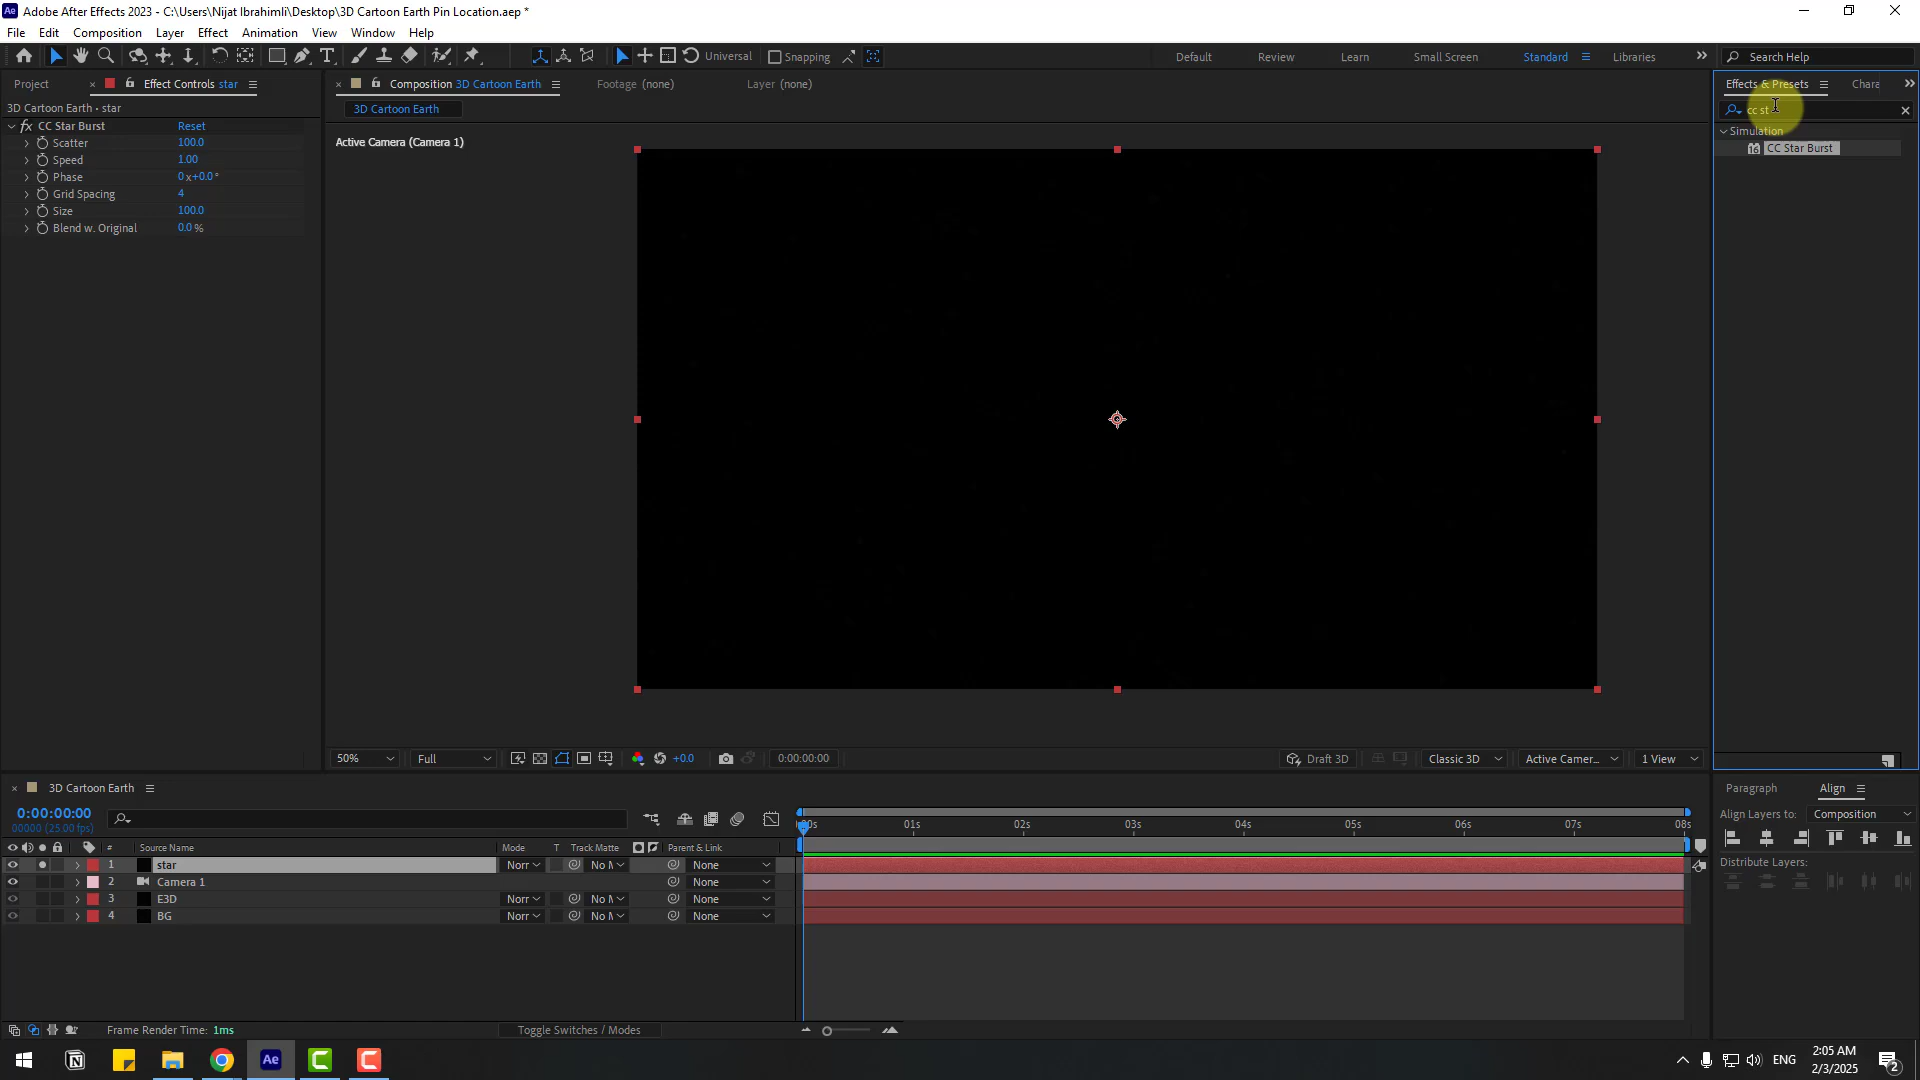 Adobe After Effects 2023 - C:\Users\Nijat Ibrahimli\Desktop\3D Cartoon Earth Pin Location.aep *
File Edit Composition Layer Effect Animation View Window Help
Universal Snapping Default Review Learn Small Screen Standard Libraries Search Help
Project Effect Controls star Composition 3D Cartoon Earth Footage (none) Layer (none) Effects & Presets Chara
3D Cartoon Earth • star 3D Cartoon Earth cc st
fx CC Star Burst Reset
Scatter 100.0
Speed 1.00
Phase 0x+0.0°
Grid Spacing 4
Size 100.0
Blend w. Original 0.0 %
Active Camera (Camera 1)
Simulation
CC Star Burst
50% Full +0.0 0:00:00:00 Draft 3D Classic 3D Active Camer... 1 View
3D Cartoon Earth
0:00:00:00
00000 (25.00 fps)
# Source Name Mode T Track Matte Parent & Link
1 star Norr No M None
2 Camera 1 None
3 E3D Norr No M None
4 BG Norr No M None
00s 01s 02s 03s 04s 05s 06s 07s 08s
Paragraph Align
Align Layers to: Composition
Distribute Layers:
Frame Render Time: 1ms Toggle Switches / Modes
Ae
ENG
2:05 AM
2/3/2025
2